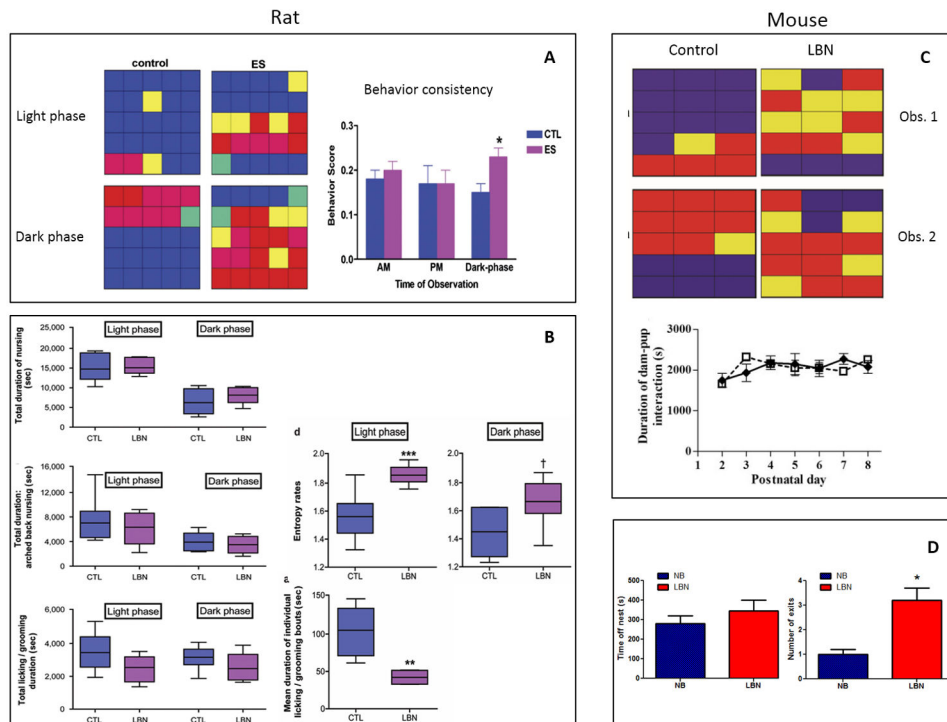 Rat
Mouse
A
control
ES
Light phase
Dark phase
Behavior consistency
CTL
ES
*
Behavior Score
0.3
0.2
0.1
0.0
AM
PM
Dark-phase
Time of Observation
B
Light phase
Dark phase
Total duration of nursing
(sec)
25,000
20,000
15,000
10,000
5,000
0
CTL
LBN
CTL
LBN
Light phase
Dark phase
Total duration:
arched back nursing (sec)
16,000
12,000
8,000
4,000
0
CTL
LBN
CTL
LBN
Light phase
Dark phase
Total licking / grooming
duration (sec)
6,000
4,000
2,000
0
CTL
LBN
CTL
LBN
d
Light phase
Dark phase
Entropy rates
2.0
1.8
1.6
1.4
1.2
***
CTL
LBN
2.0
1.8
1.6
1.4
1.2
†
CTL
LBN
Mean duration of individual
licking / grooming bouts (sec)
150
100
50
0
**
CTL
LBN
C
Control
LBN
Obs. 1
Obs. 2
Duration of dam-pup
interaction (s)
3000
2000
1000
0
1
2
3
4
5
6
7
8
Postnatal day
D
NB
LBN
Time off nest (s)
500
400
300
200
100
0
NB
LBN
NB
LBN
Number of exits
4
3
2
1
0
*
NB
LBN